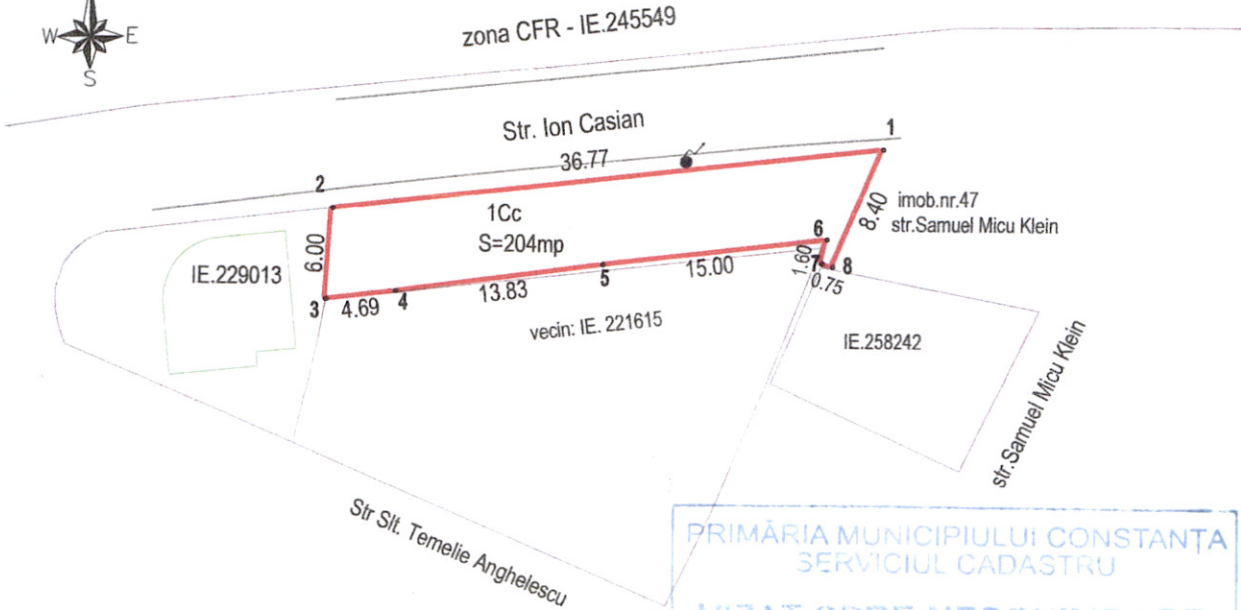 W E
S
zona CFR - IE.245549
Str. Ion Casian
36.77
1
2
1Cc
S=204mp
6.00
8.40
imob.nr.47
str.Samuel Micu Klein
6
1.60
7
8
0.75
IE.229013
3
4.69
4
13.83
5
15.00
vecin: IE. 221615
IE.258242
str.Samuel Micu Klein
Str Slt. Temelie Anghelescu
PRIMĂRIA MUNICIPIULUI CONSTANȚA
SERVICIUL CADASTRU